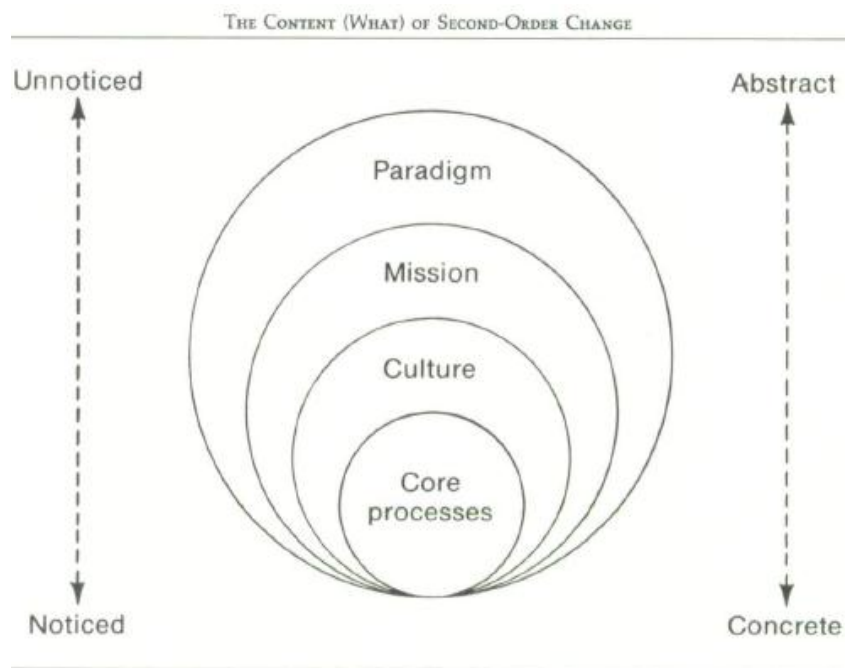 THE CONTENT (WHAT) OF SECOND-ORDER CHANGE
Unnoticed
Abstract
Paradigm
Mission
Culture
Core
processes
Noticed
Concrete